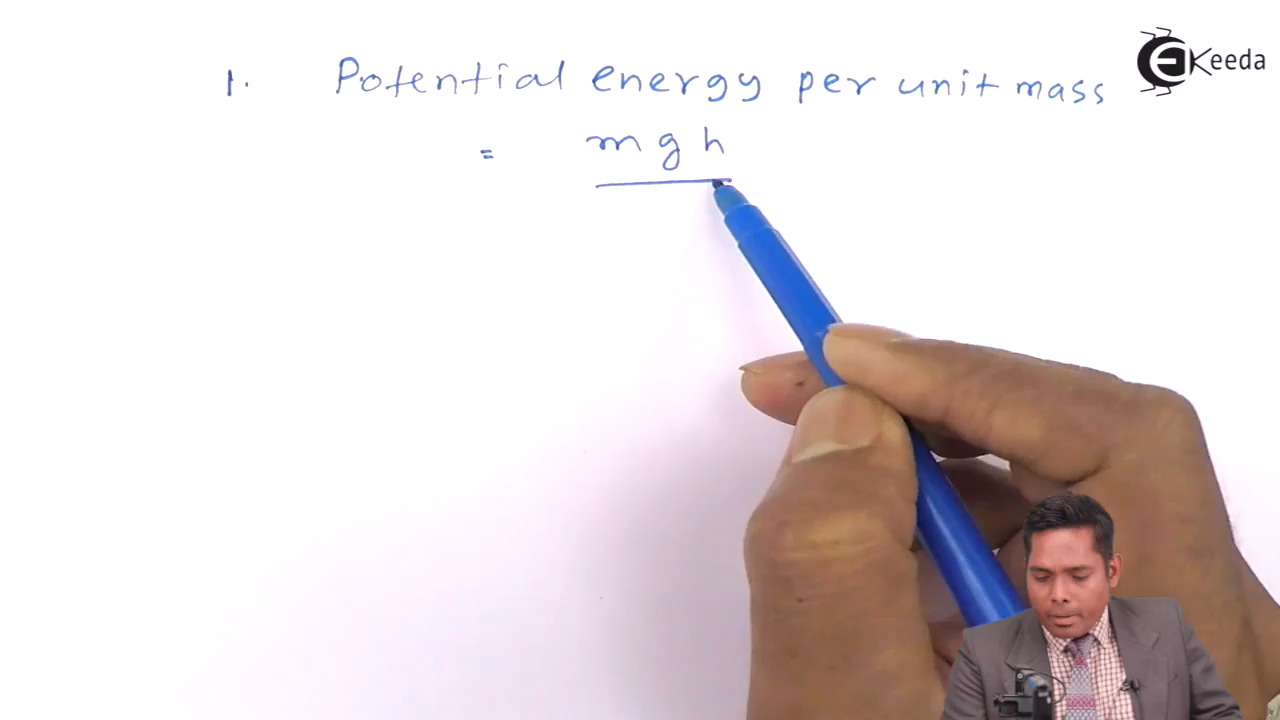 EKeeda
1. Potential energy per unit mass
= mgh